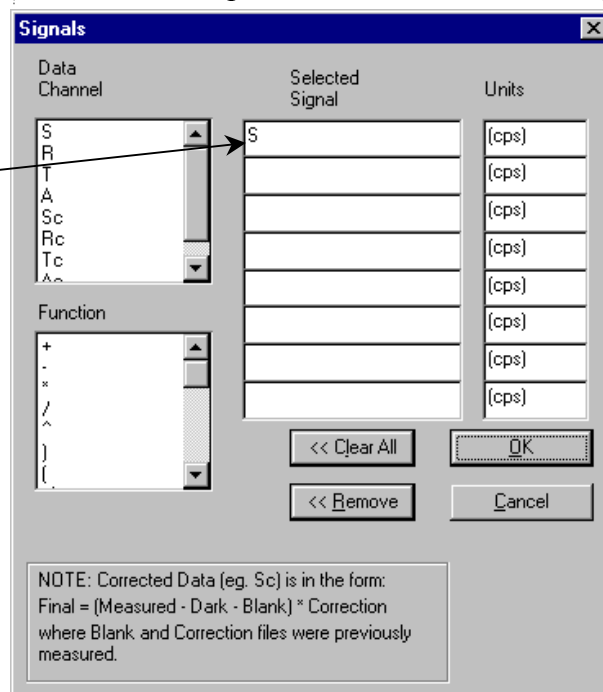 Signals
Data
Channel
Selected
Signal
Units
S
R
T
A
Sc
Rc
Tc
S
(cps)
(cps)
(cps)
(cps)
(cps)
(cps)
(cps)
(cps)
Function
+
-
*
/
^
)
(
<< Clear All
OK
<< Remove
Cancel
NOTE: Corrected Data (eg. Sc) is in the form:
Final = (Measured - Dark - Blank) * Correction
where Blank and Correction files were previously
measured.